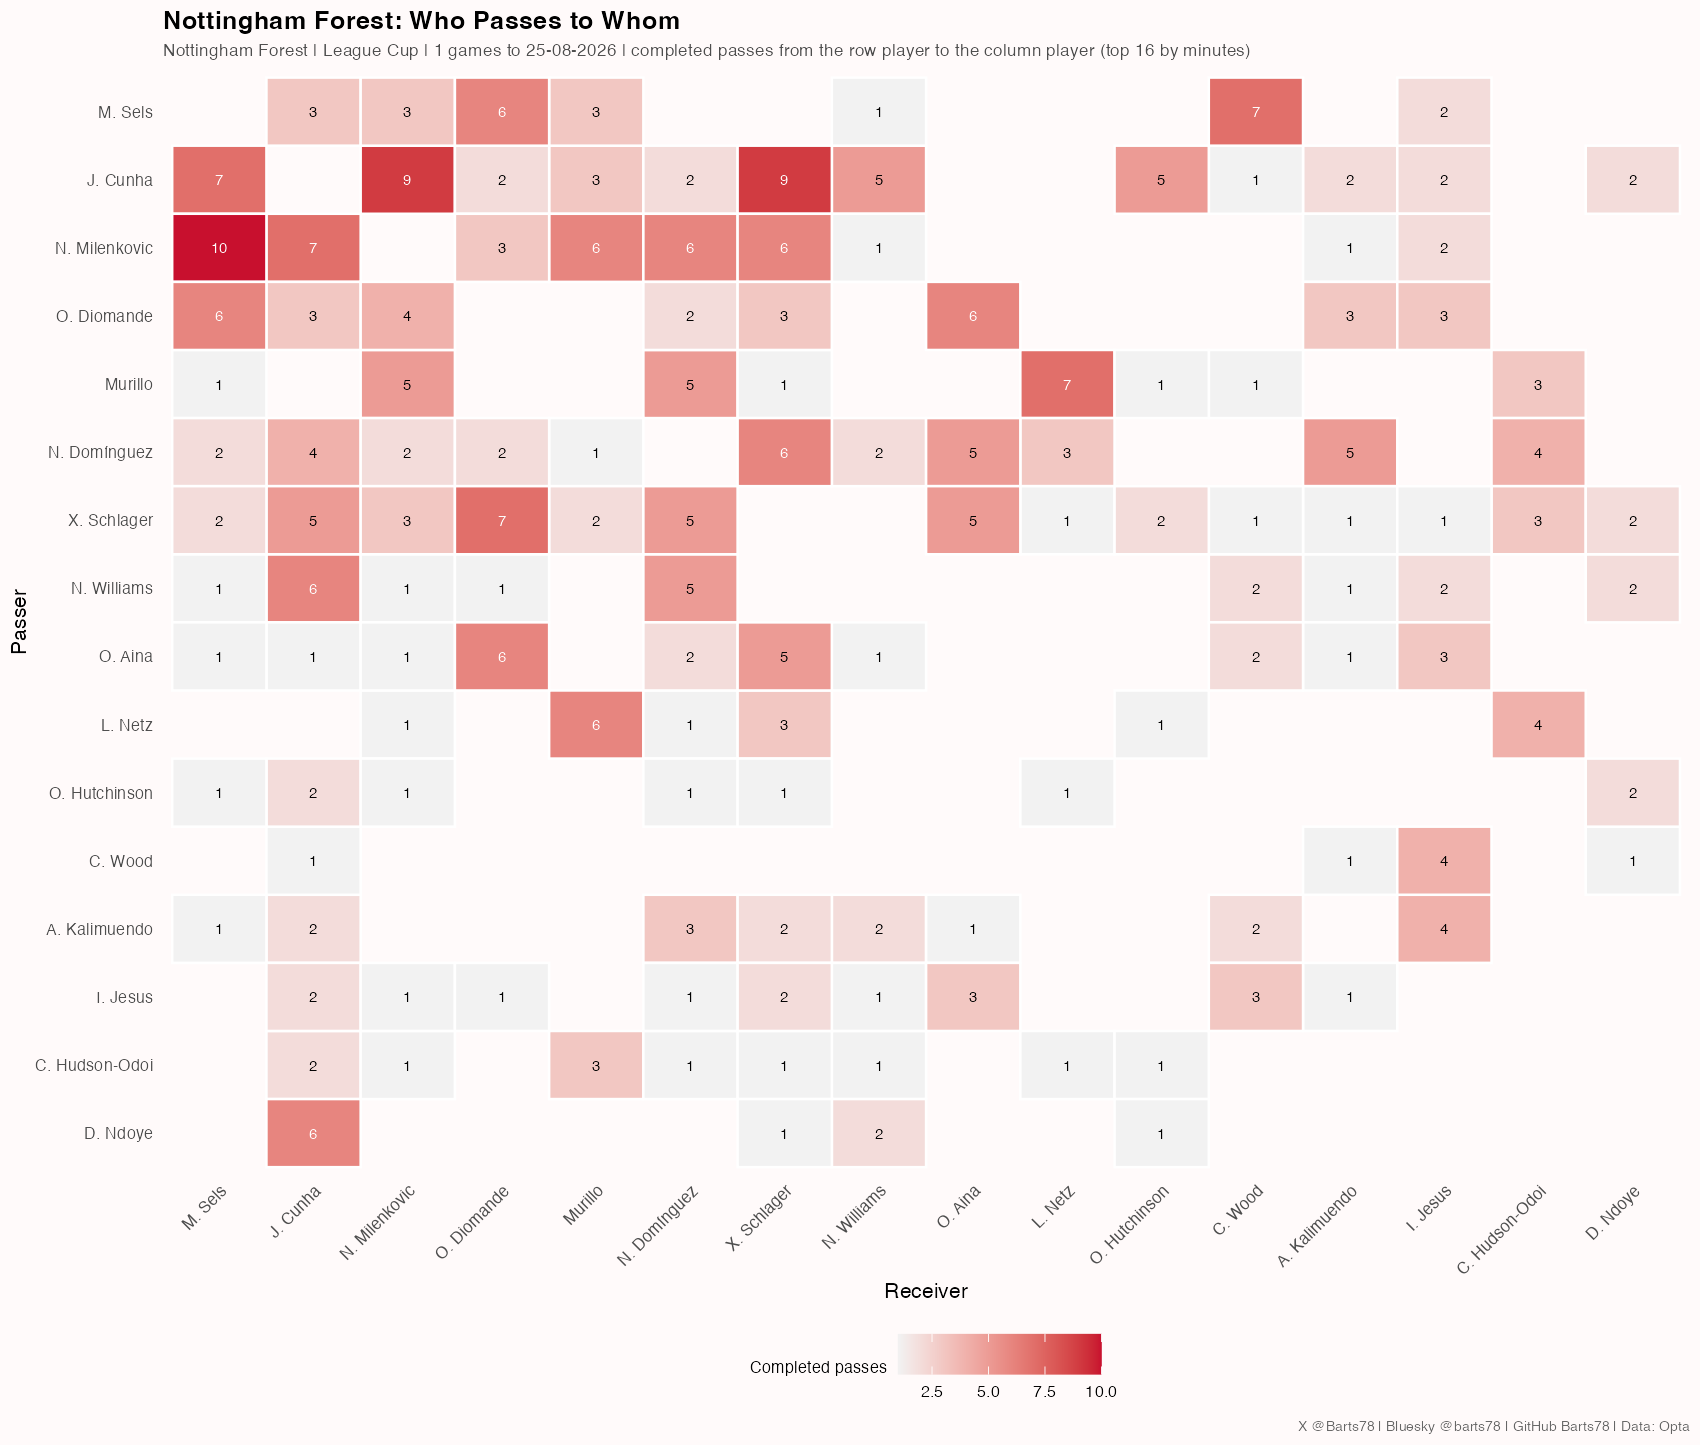 Nottingham Forest: Who Passes to Whom
Nottingham Forest | League Cup | 1 games to 25-08-2026 | completed passes from the row player to the column player (top 16 by minutes)
Passer
M. Sels 3 3 6 3 1 7 2
J. Cunha 7 9 2 3 2 9 5 5 1 2 2 2
N. Milenkovic 10 7 3 6 6 6 1 1 2
O. Diomande 6 3 4 2 3 6 3 3
Murillo 1 5 5 1 7 1 1 3
N. Domínguez 2 4 2 2 1 6 2 5 3 5 4
X. Schlager 2 5 3 7 2 5 5 1 2 1 1 1 3 2
N. Williams 1 6 1 1 5 2 1 2 2
O. Aina 1 1 1 6 2 5 1 2 1 3
L. Netz 1 6 1 3 1 4
O. Hutchinson 1 2 1 1 1 1 2
C. Wood 1 1 4 1
A. Kalimuendo 1 2 3 2 2 1 2 4
I. Jesus 2 1 1 1 2 1 3 3 1
C. Hudson-Odoi 2 1 3 1 1 1 1 1
D. Ndoye 6 1 2 1
M. Sels J. Cunha N. Milenkovic O. Diomande Murillo N. Domínguez X. Schlager N. Williams O. Aina L. Netz O. Hutchinson C. Wood A. Kalimuendo I. Jesus C. Hudson-Odoi D. Ndoye
Receiver
Completed passes
2.5 5.0 7.5 10.0
X @Barts78 | Bluesky @barts78 | GitHub Barts78 | Data: Opta